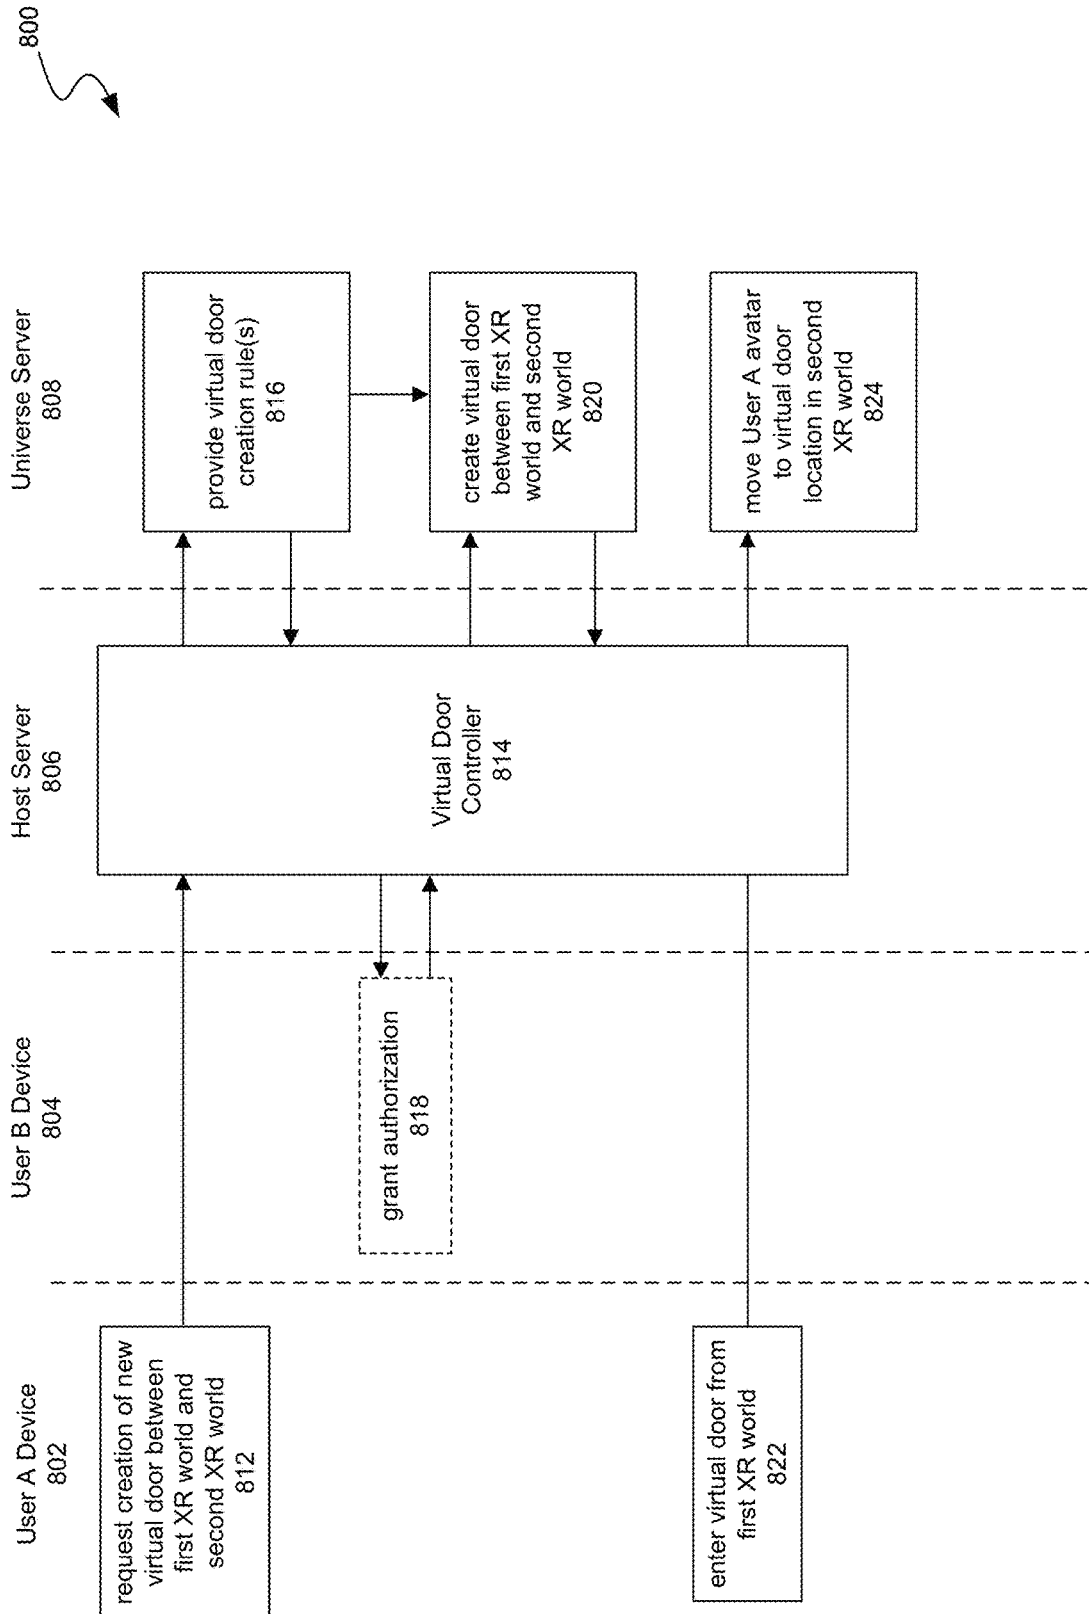 800
User A Device
802
User B Device
804
Host Server
806
Universe Server
808
request creation of new
virtual door between
first XR world and
second XR world
812
Virtual Door
Controller
814
provide virtual door
creation rule(s)
816
grant authorization
818
create virtual door
between first XR
world and second
XR world
820
enter virtual door from
first XR world
822
move User A avatar
to virtual door
location in second
XR world
824